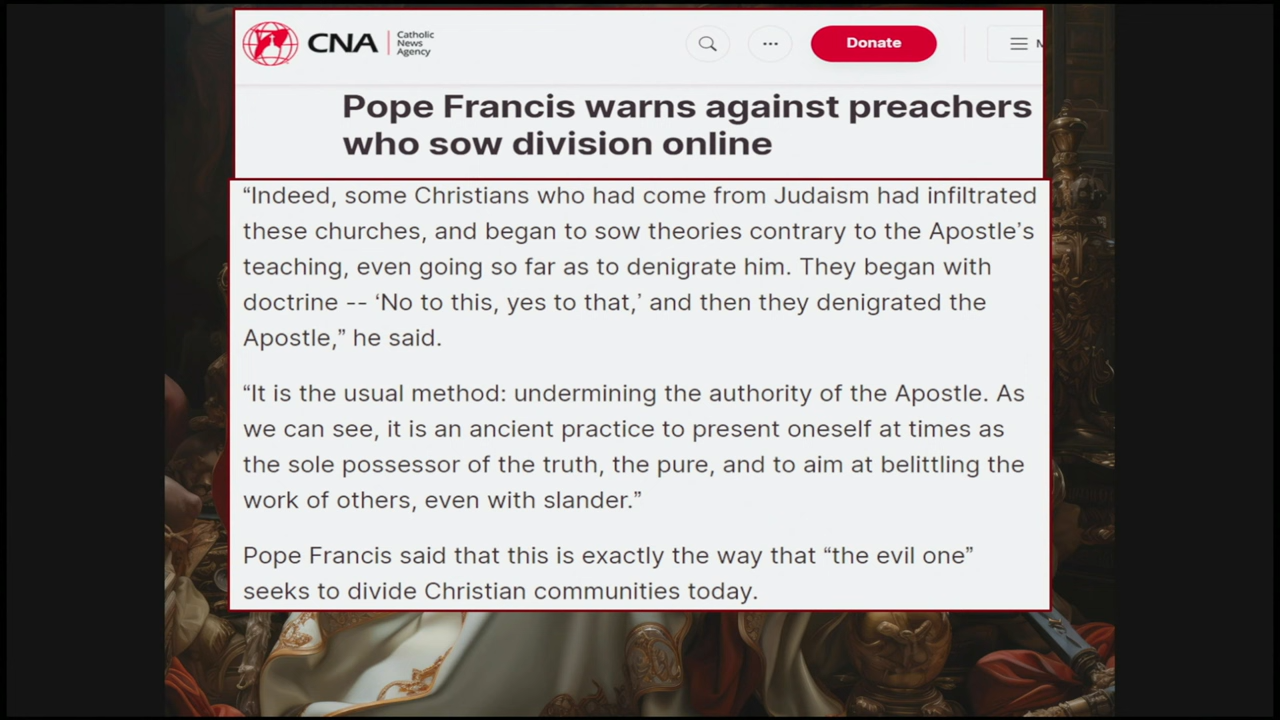 CNA
Catholic
News
Agency
Donate
M
Pope Francis warns against preachers
who sow division online
“Indeed, some Christians who had come from Judaism had infiltrated
these churches, and began to sow theories contrary to the Apostle’s
teaching, even going so far as to denigrate him. They began with
doctrine -- ‘No to this, yes to that,’ and then they denigrated the
Apostle,” he said.
“It is the usual method: undermining the authority of the Apostle. As
we can see, it is an ancient practice to present oneself at times as
the sole possessor of the truth, the pure, and to aim at belittling the
work of others, even with slander.”
Pope Francis said that this is exactly the way that “the evil one”
seeks to divide Christian communities today.